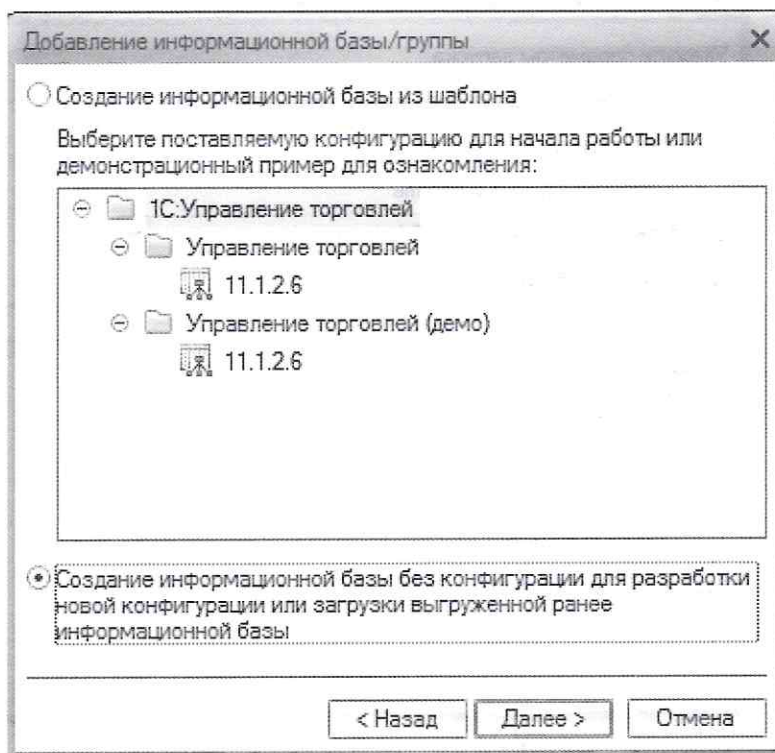 Добавление информационной базы/группы
Создание информационной базы из шаблона
Выберите поставляемую конфигурацию для начала работы или
демонстрационный пример для ознакомления:
1С:Управление торговлей
Управление торговлей
11.1.2.6
Управление торговлей (демо)
11.1.2.6
Создание информационной базы без конфигурации для разработки
новой конфигурации или загрузки выгруженной ранее
информационной базы
< Назад
Далее >
Отмена